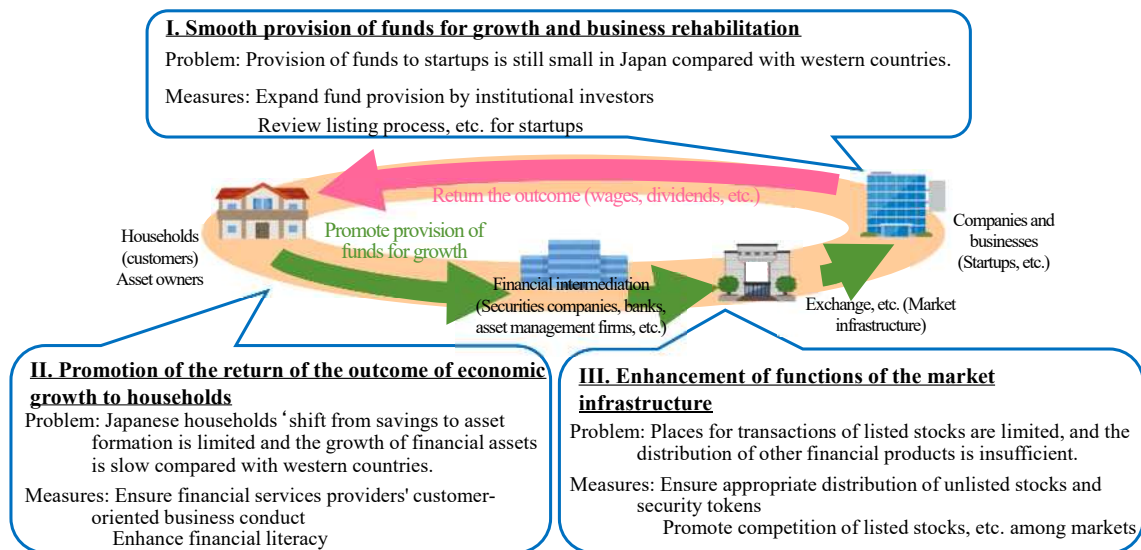 I. Smooth provision of funds for growth and business rehabilitation
Problem: Provision of funds to startups is still small in Japan compared with western countries.
Measures: Expand fund provision by institutional investors
Review listing process, etc. for startups
Return the outcome (wages, dividends, etc.)
Households
(customers)
Asset owners
Promote provision of
funds for growth
Financial intermediation
(Securities companies, banks,
asset management firms, etc.)
Exchange, etc. (Market
infrastructure)
Companies and
businesses
(Startups, etc.)
II. Promotion of the return of the outcome of economic
growth to households
Problem: Japanese households ‘shift from savings to asset
formation is limited and the growth of financial assets
is slow compared with western countries.
Measures: Ensure financial services providers' customer-
oriented business conduct
Enhance financial literacy
III. Enhancement of functions of the market
infrastructure
Problem: Places for transactions of listed stocks are limited, and the
distribution of other financial products is insufficient.
Measures: Ensure appropriate distribution of unlisted stocks and
security tokens
Promote competition of listed stocks, etc. among markets